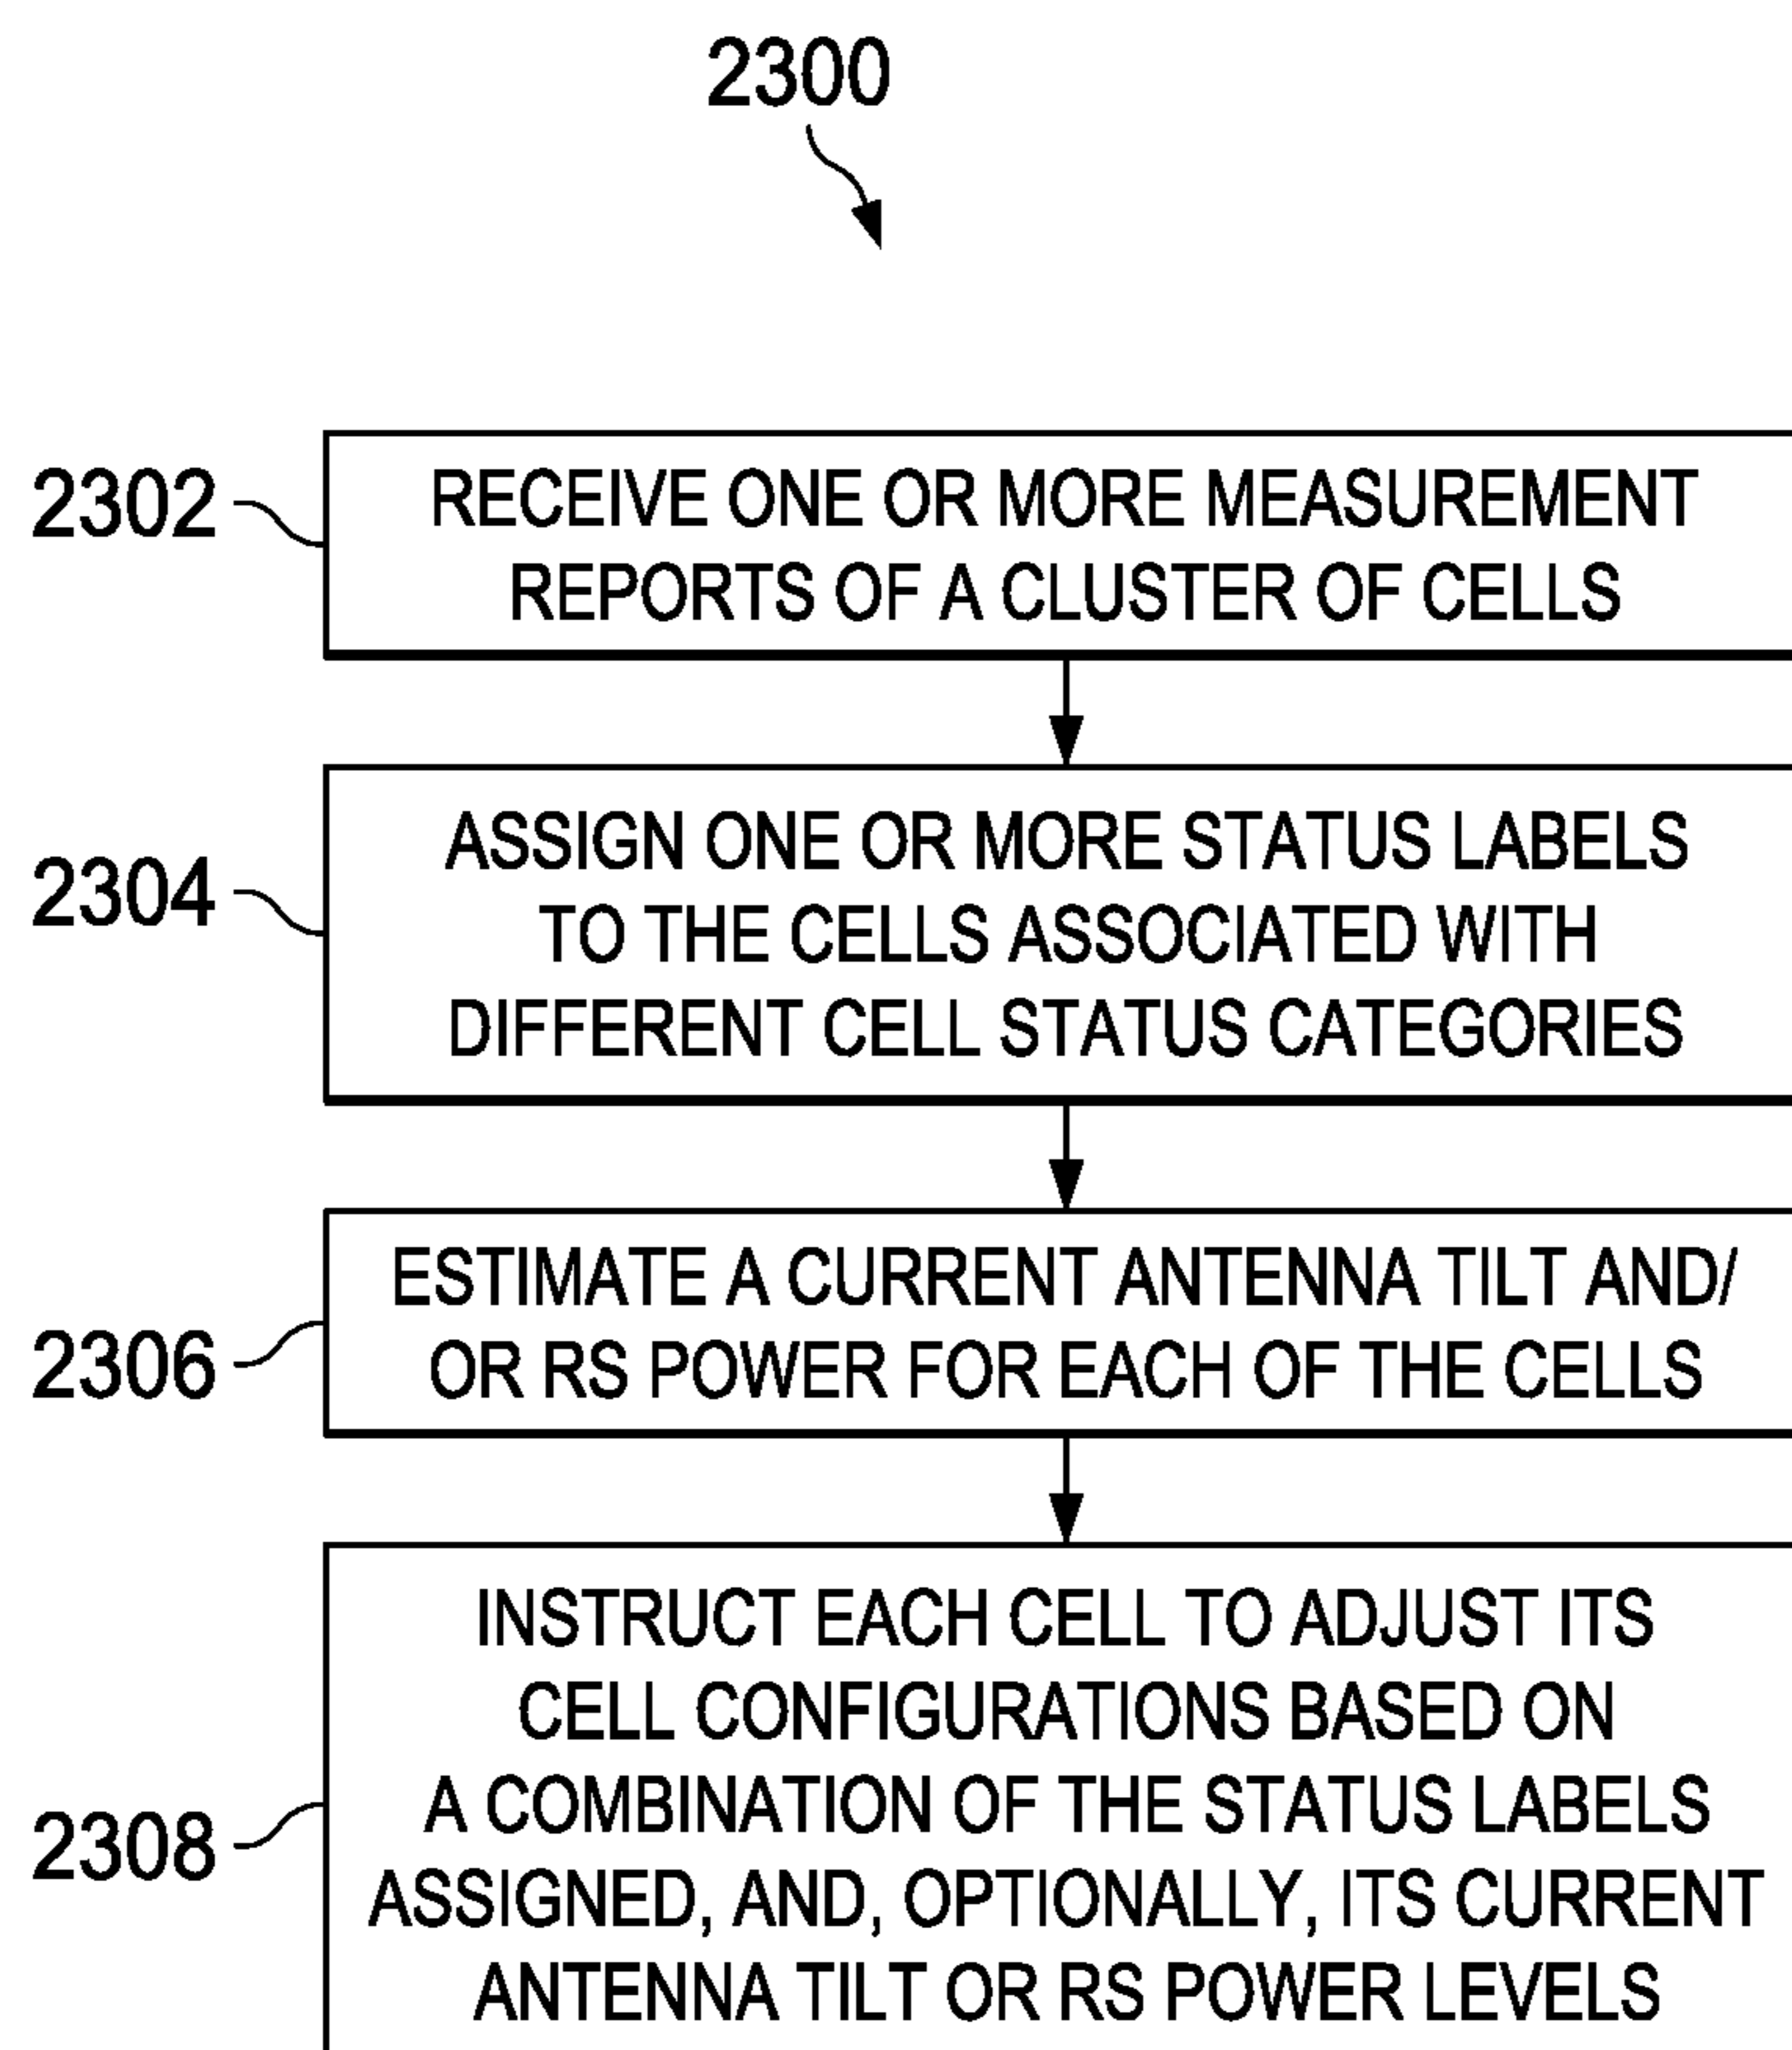 2300
2302
RECEIVE ONE OR MORE MEASUREMENT
REPORTS OF A CLUSTER OF CELLS
2304
ASSIGN ONE OR MORE STATUS LABELS
TO THE CELLS ASSOCIATED WITH
DIFFERENT CELL STATUS CATEGORIES
2306
ESTIMATE A CURRENT ANTENNA TILT AND/
OR RS POWER FOR EACH OF THE CELLS
2308
INSTRUCT EACH CELL TO ADJUST ITS
CELL CONFIGURATIONS BASED ON
A COMBINATION OF THE STATUS LABELS
ASSIGNED, AND, OPTIONALLY, ITS CURRENT
ANTENNA TILT OR RS POWER LEVELS